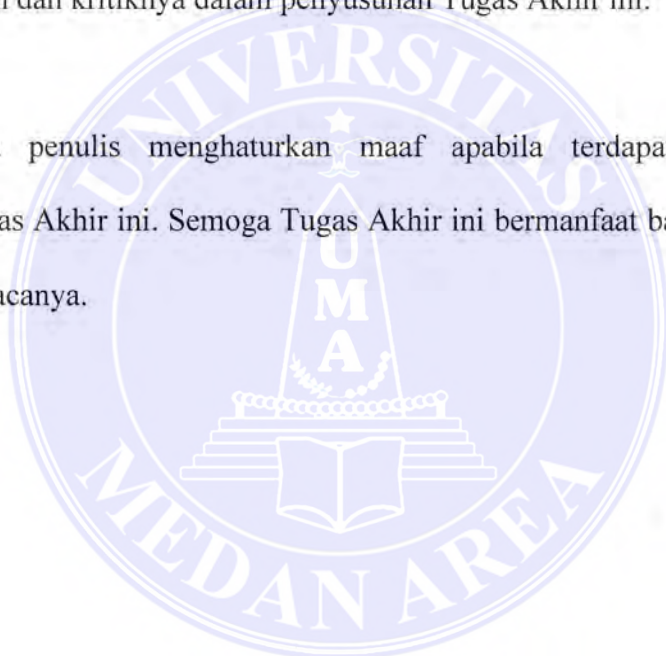 dan kritiknya dalam penyusunan Tugas Akhir ini.
UNIVERSITAS
penulis menghaturkan maaf apabila terdapa
as Akhir ini. Semoga Tugas Akhir ini bermanfaat ba
acanya.
U
M
A
MEDAN AREA